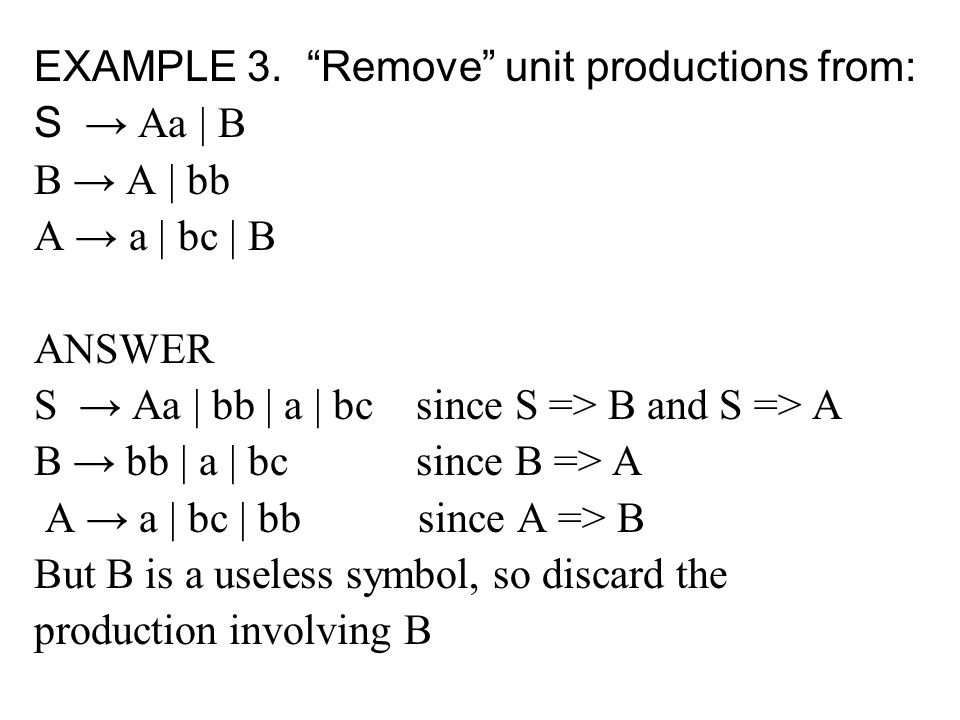 EXAMPLE 3. “Remove” unit productions from:
S → Aa | B
B → A | bb
A → a | bc | B
ANSWER
S → Aa | bb | a | bc since S => B and S => A
B → bb | a | bc since B => A
A → a | bc | bb since A => B
But B is a useless symbol, so discard the
production involving B